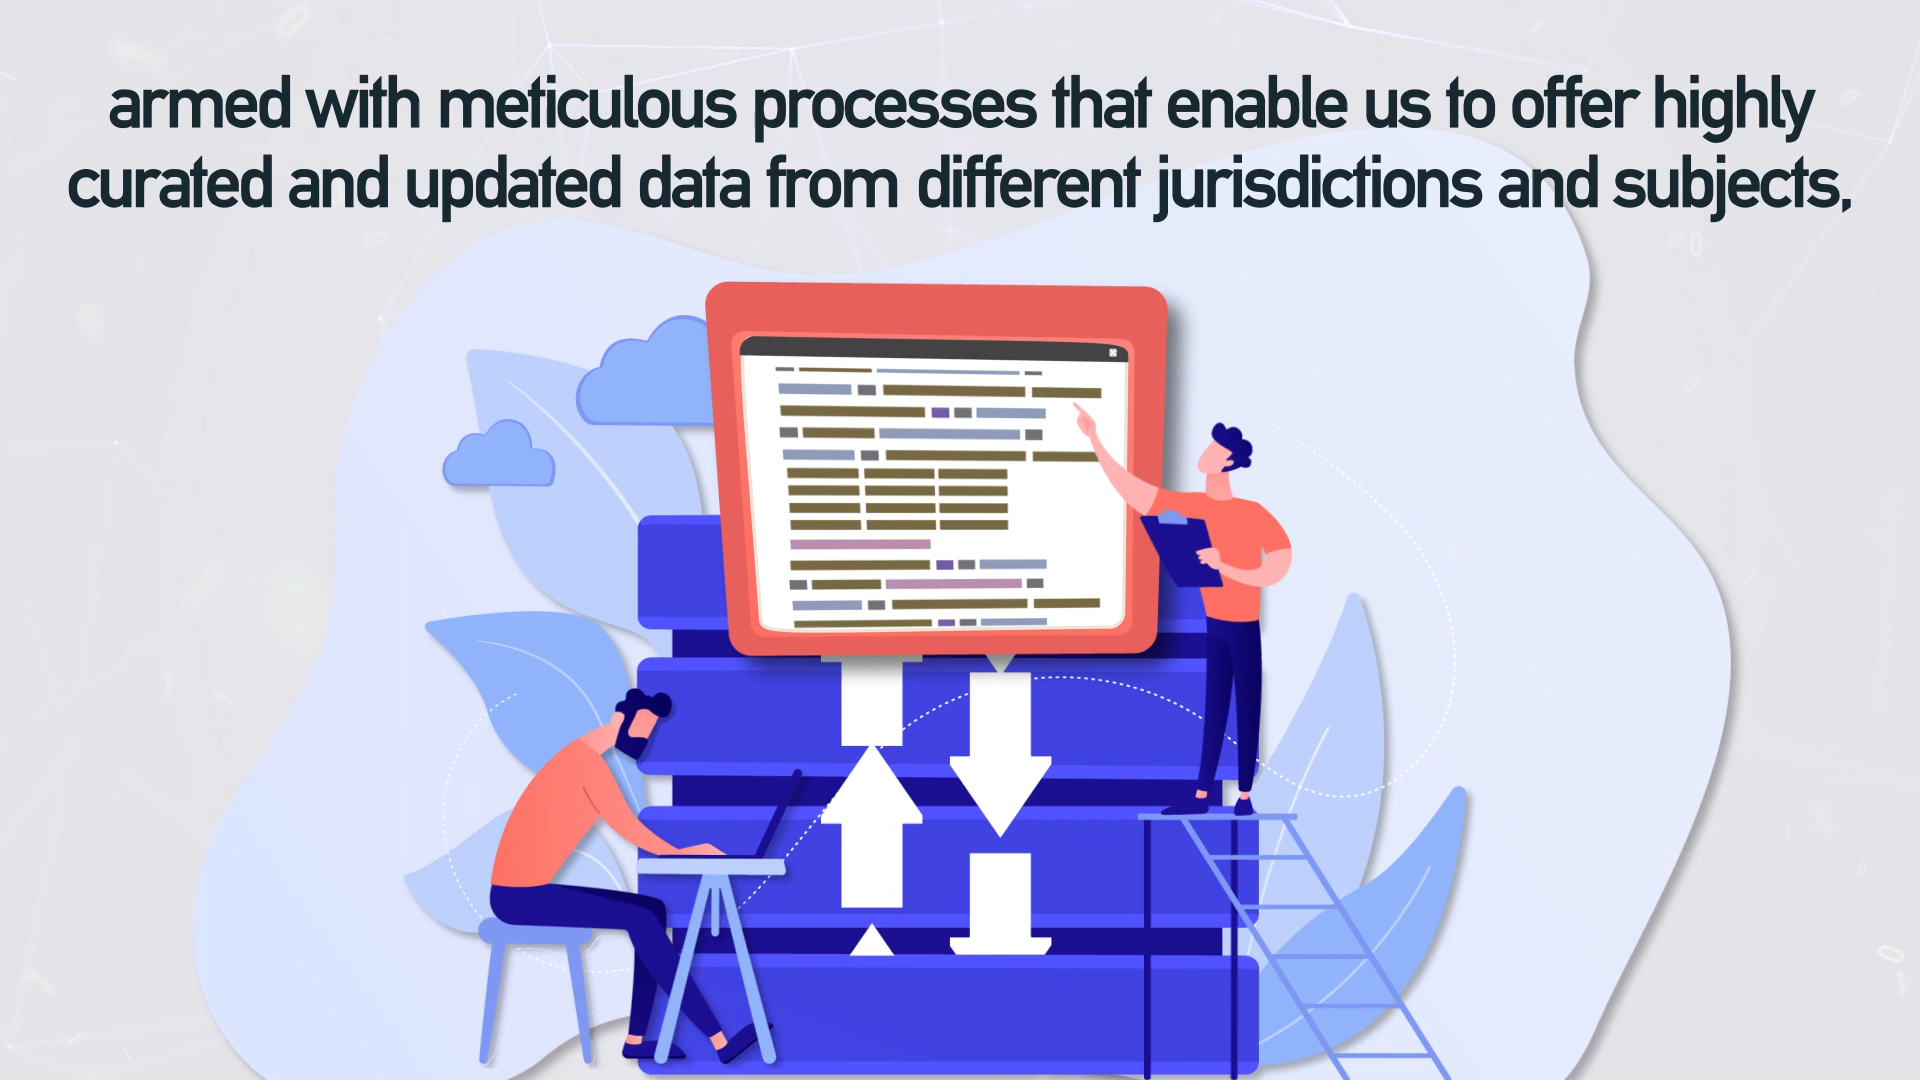 armed with meticulous processes that enable us to offer highly
curated and updated data from different jurisdictions and subjects,